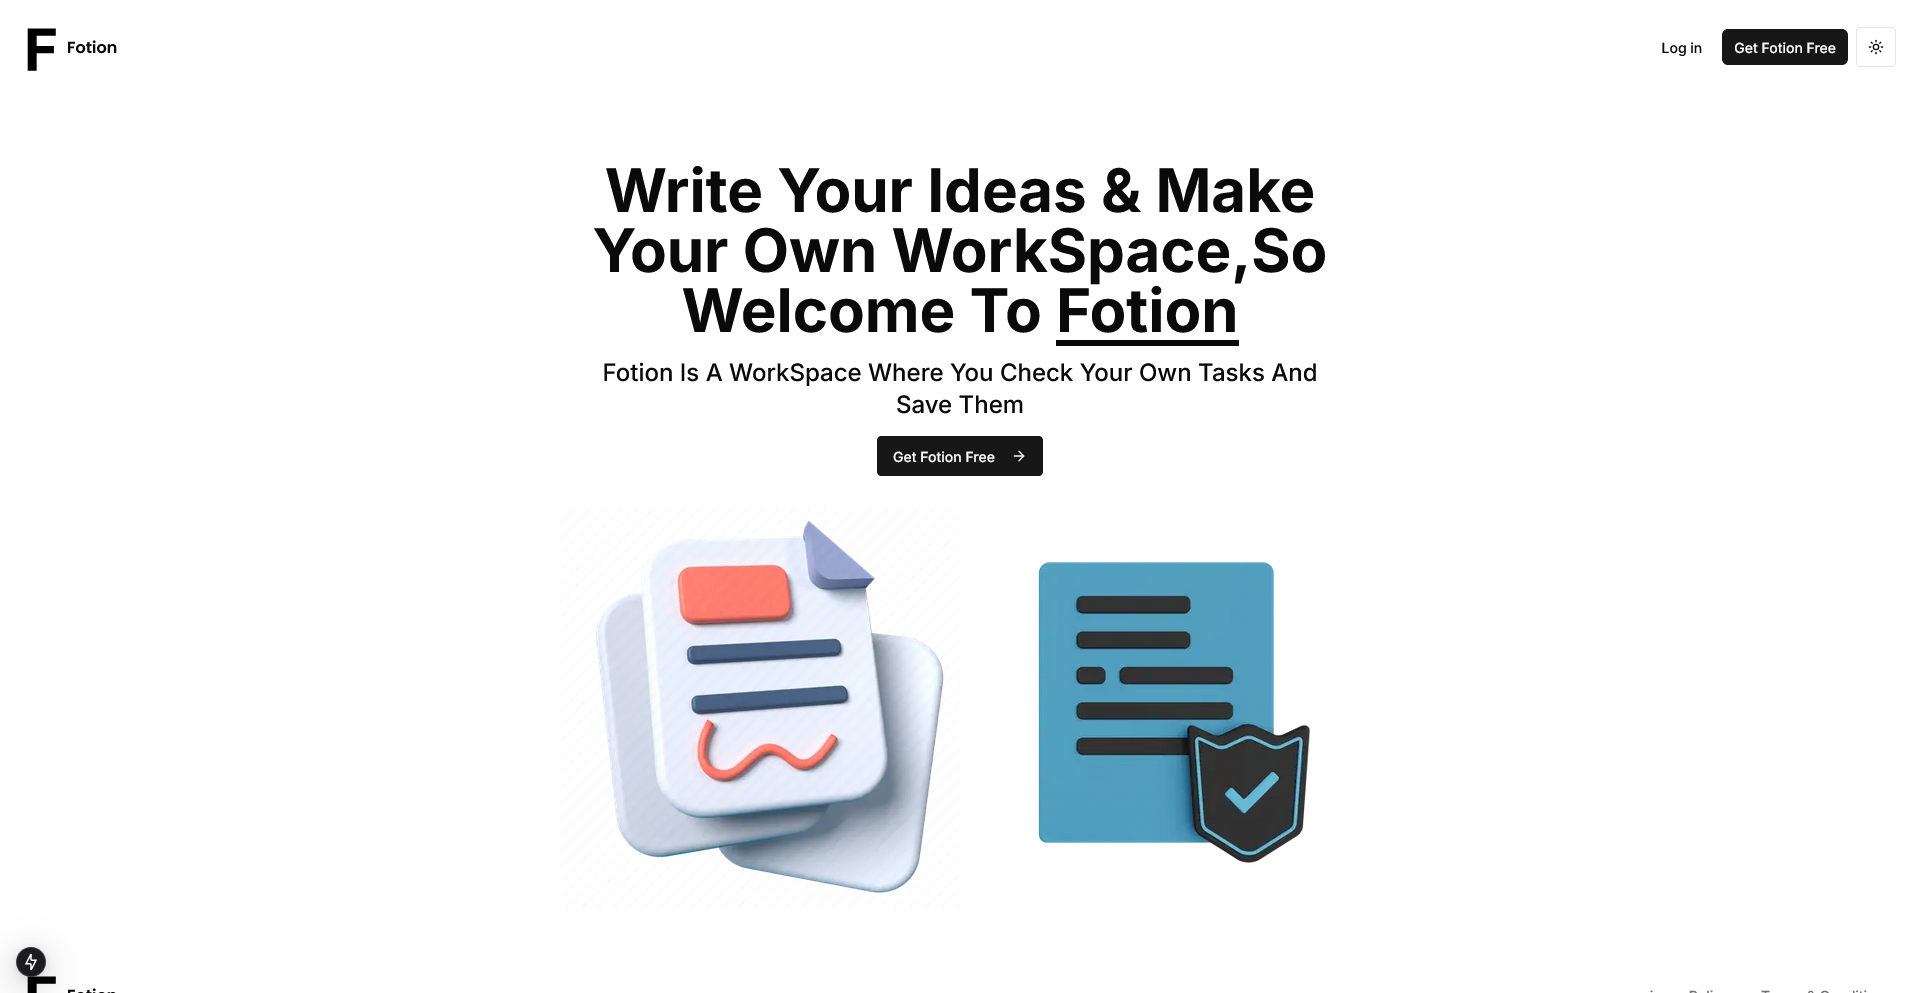 Fotion
Log in
Get Fotion Free
Write Your Ideas & Make
Your Own WorkSpace,So
Welcome To Fotion
Fotion Is A WorkSpace Where You Check Your Own Tasks And
Save Them
Get Fotion Free
Fotion